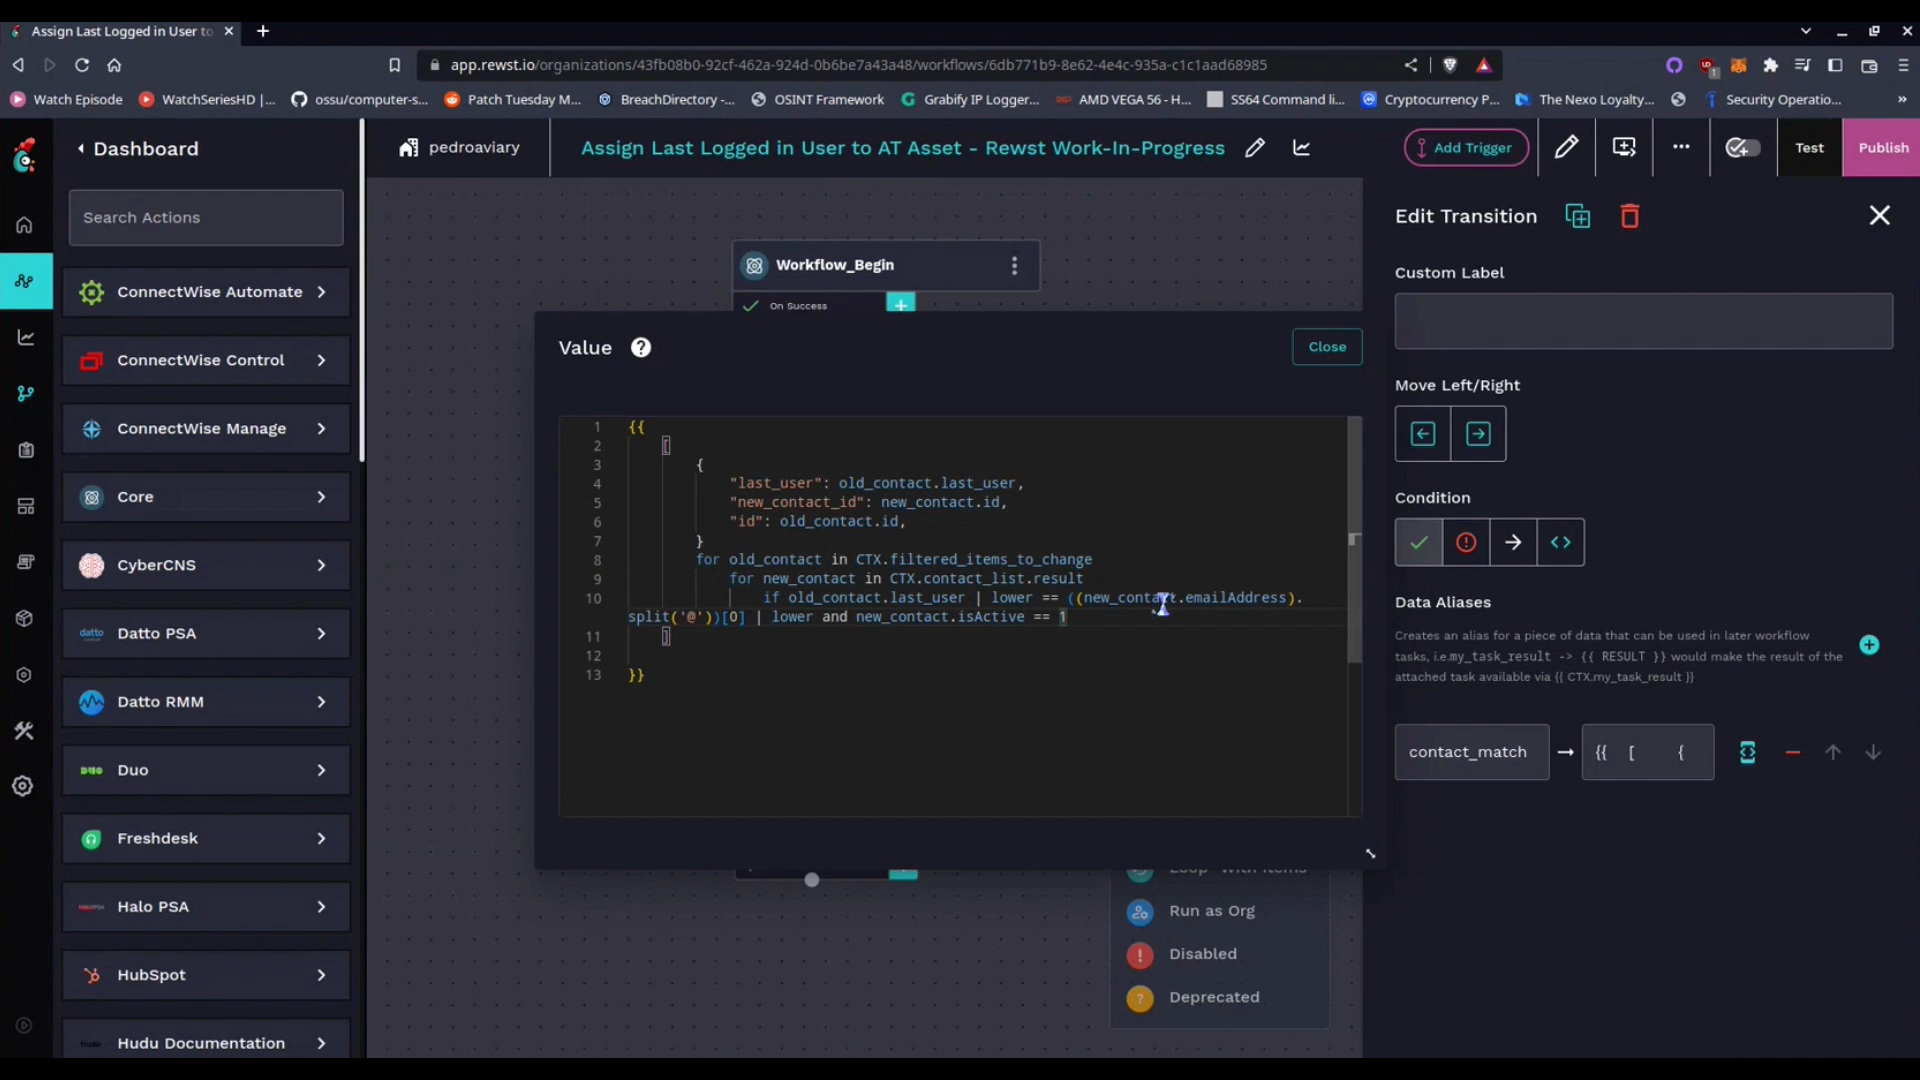 Assign Last Logged in User to
app.rewst.io/organizations/43fb08b0-92cf-462a-924d-0b6be7a43a48/workflows/6db771b9-8e62-4e4c-935a-c1c1aad68985
Watch Episode
WatchSeriesHD |...
ossu/computer-s...
Patch Tuesday M...
BreachDirectory -...
OSINT Framework
Grabify IP Logger...
AMD VEGA 56 - H...
SS64 Command li...
Cryptocurrency P...
The Nexo Loyalty...
Security Operatio...
Dashboard
pedroaviary
Assign Last Logged in User to AT Asset - Rewst Work-In-Progress
Add Trigger
Test
Publish
Search Actions
ConnectWise Automate
ConnectWise Control
ConnectWise Manage
Core
CyberCNS
Datto PSA
Datto RMM
Duo
Freshdesk
Halo PSA
HubSpot
Hudu Documentation
Workflow_Begin
On Success
Value
Close
1 {{
2 [
3 {
4 "last_user": old_contact.last_user,
5 "new_contact_id": new_contact.id,
6 "id": old_contact.id,
7 }
8 for old_contact in CTX.filtered_items_to_change
9 for new_contact in CTX.contact_list.result
10 if old_contact.last_user | lower == ((new_contact.emailAddress).
split('@'))[0] | lower and new_contact.isActive == 1
11 ]
12
13 }}
Loop "With Items"
Run as Org
Disabled
Deprecated
Edit Transition
Custom Label
Move Left/Right
Condition
Data Aliases
Creates an alias for a piece of data that can be used in later workflow
tasks, i.e.my_task_result -> {{ RESULT }} would make the result of the
attached task available via {{ CTX.my_task_result }}
contact_match → {{ [ {